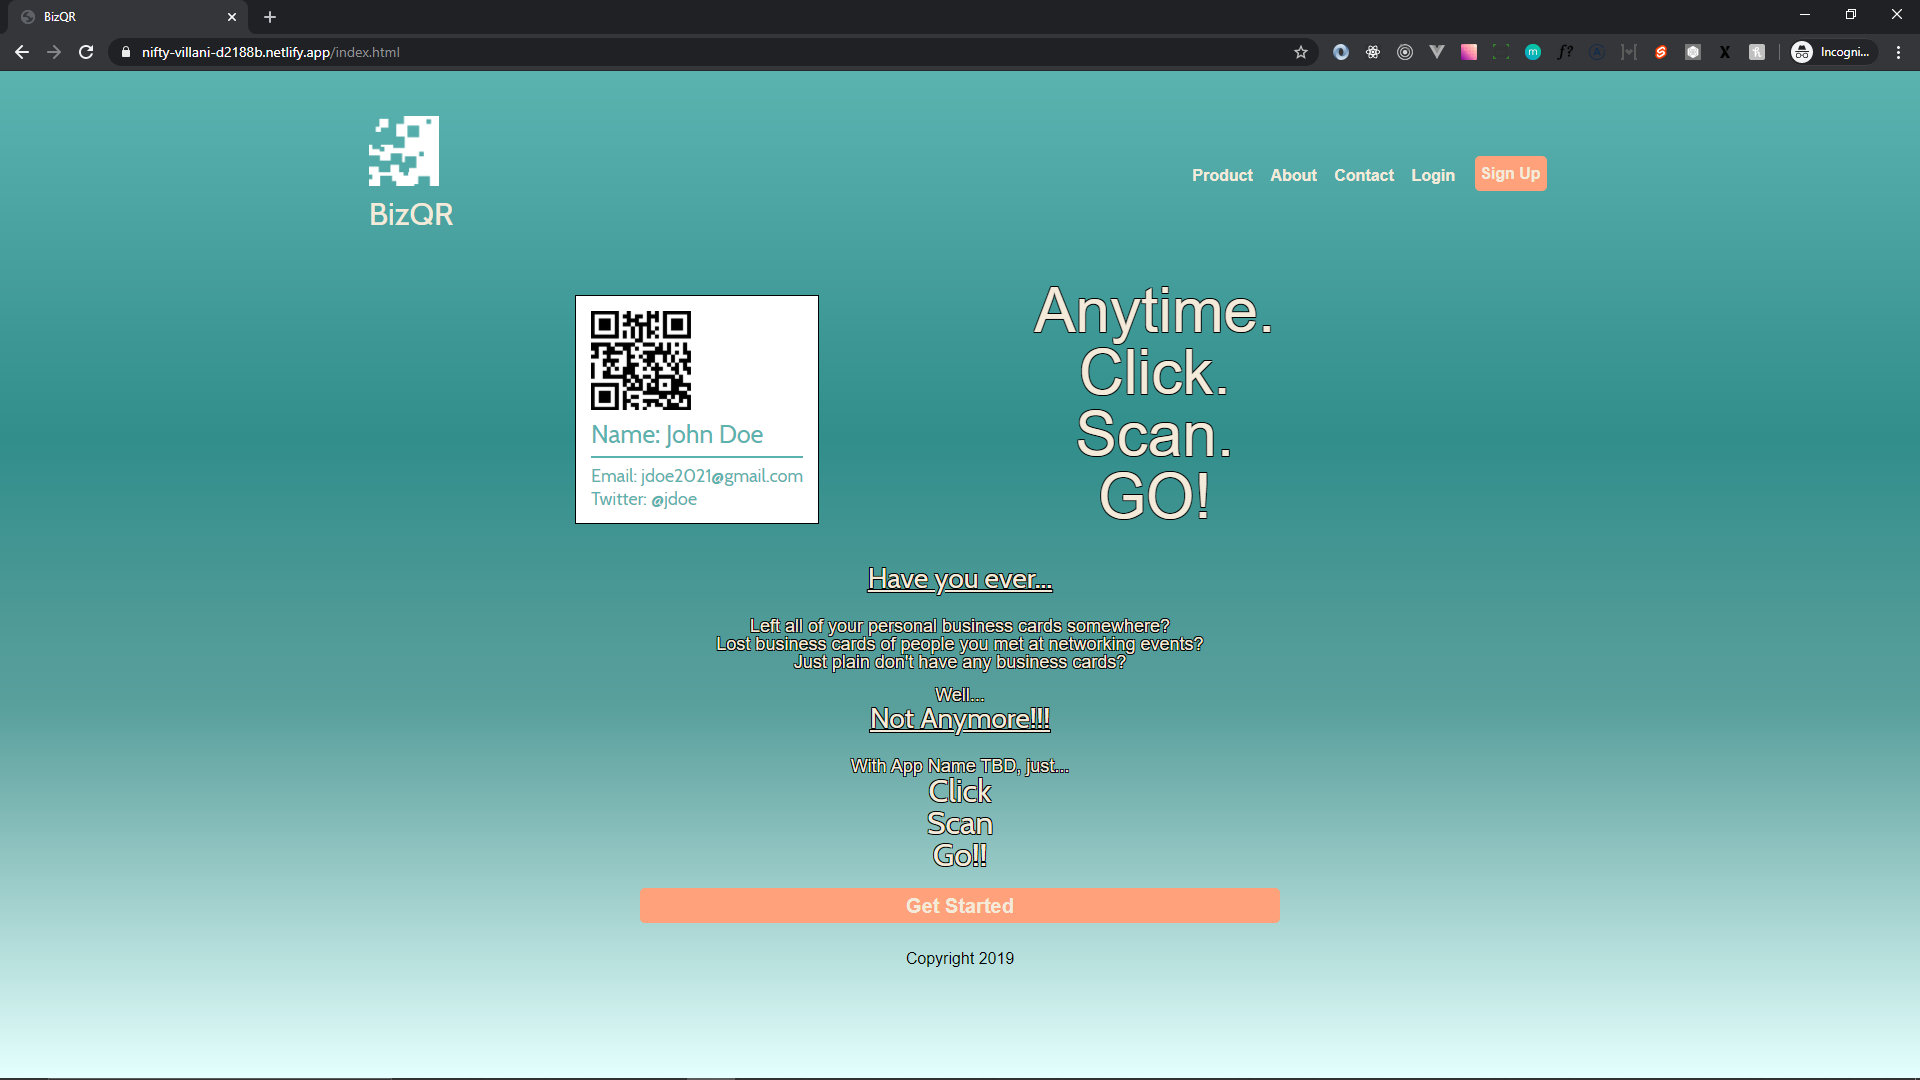 BizQR
nifty-villani-d2188b.netlify.app/index.html
Incogni...
BizQR
Product About Contact Login Sign Up
Name: John Doe
Email: jdoe2021@gmail.com
Twitter: @jdoe
Anytime.
Click.
Scan.
GO!
Have you ever...
Left all of your personal business cards somewhere?
Lost business cards of people you met at networking events?
Just plain don't have any business cards?
Well...
Not Anymore!!!
With App Name TBD, just...
Click
Scan
Go!!
Get Started
Copyright 2019